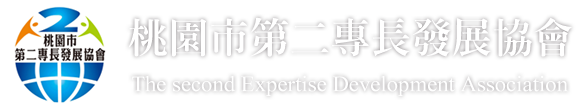 2
桃園市
第二專長發展協會
桃園市第二專長發展協會
The second Expertise Development Association